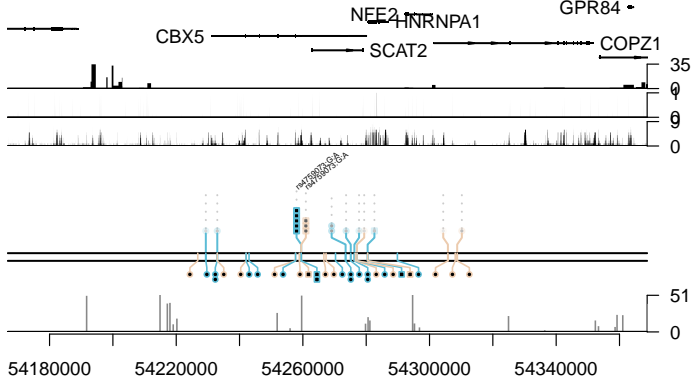 GPR84
NFE2 HNRNPA1
CBX5
COPZ1
SCAT2
35
0
1
0
9
0
rs4759073:G:A
rs4759073:G:A
51
0
54180000 54220000 54260000 54300000 54340000